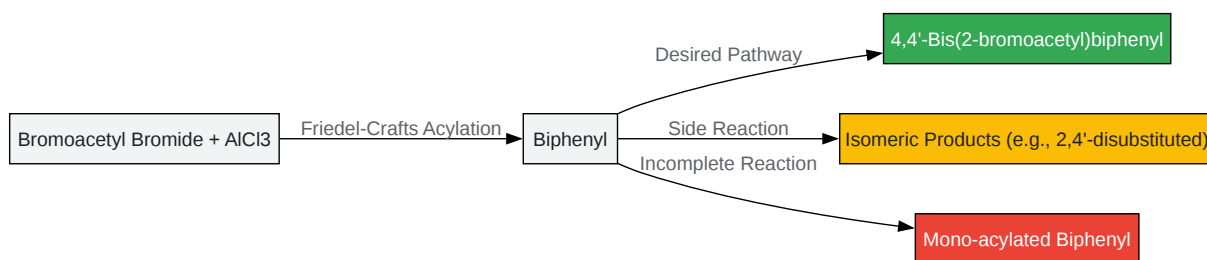 4,4'-Bis(2-bromoacetyl)biphenyl
Desired Pathway
Bromoacetyl Bromide + AlCl3
Friedel-Crafts Acylation
Biphenyl
Side Reaction
Isomeric Products (e.g., 2,4'-disubstituted)
Incomplete Reaction
Mono-acylated Biphenyl